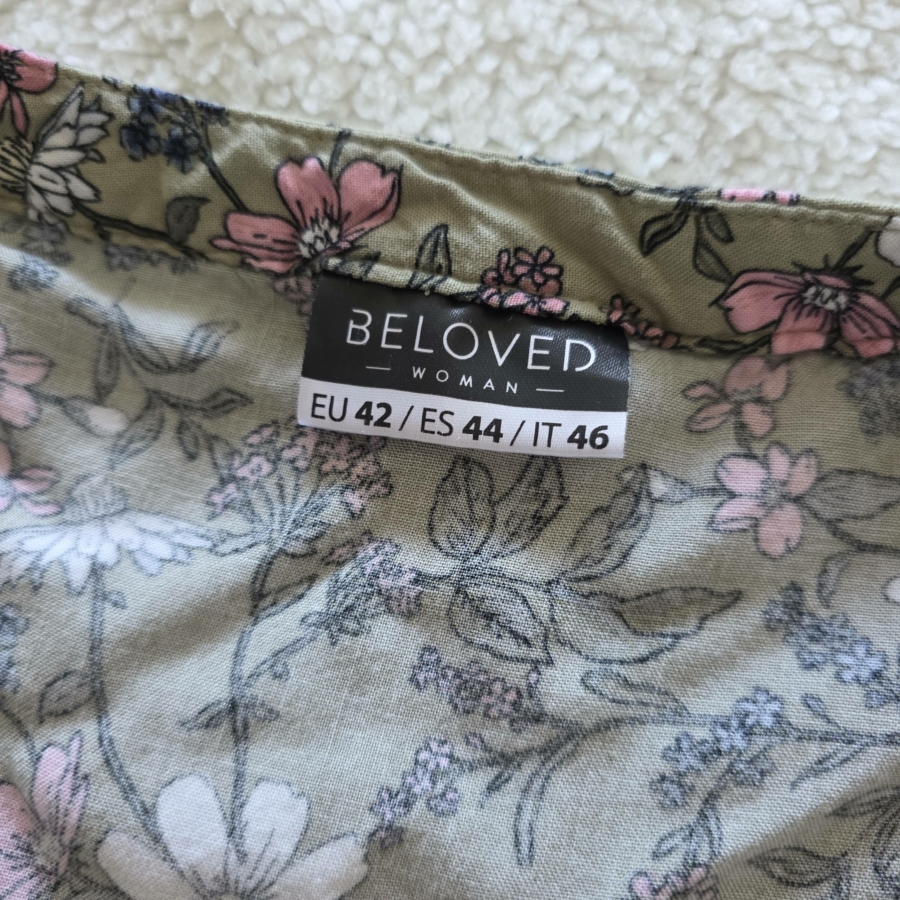 BELOVED
— WOMAN —
EU 42 / ES 44 / IT 46